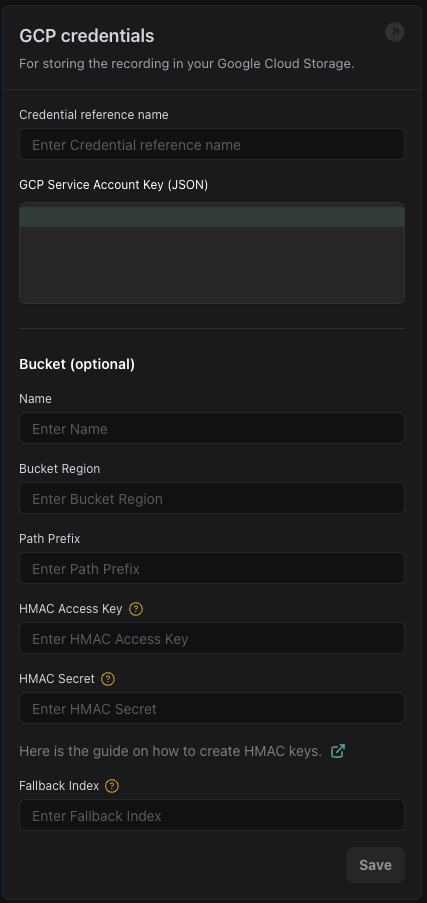 GCP credentials
For storing the recording in your Google Cloud Storage.
Credential reference name
Enter Credential reference name
GCP Service Account Key (JSON)
Bucket (optional)
Name
Enter Name
Bucket Region
Enter Bucket Region
Path Prefix
Enter Path Prefix
HMAC Access Key ?
Enter HMAC Access Key
HMAC Secret ?
Enter HMAC Secret
Here is the guide on how to create HMAC keys.
Fallback Index ?
Enter Fallback Index
Save